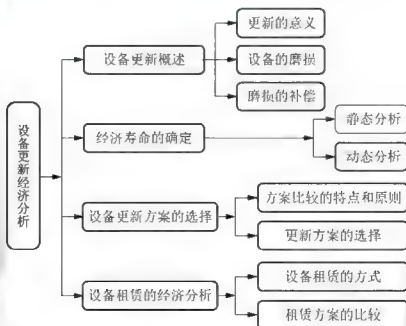 设备更新经济分析
设备更新概述
更新的意义
设备的磨损
磨损的补偿
经济寿命的确定
静态分析
动态分析
设备更新方案的选择
方案比较的特点和原则
更新方案的选择
设备租赁的经济分析
设备租赁的方式
租赁方案的比较